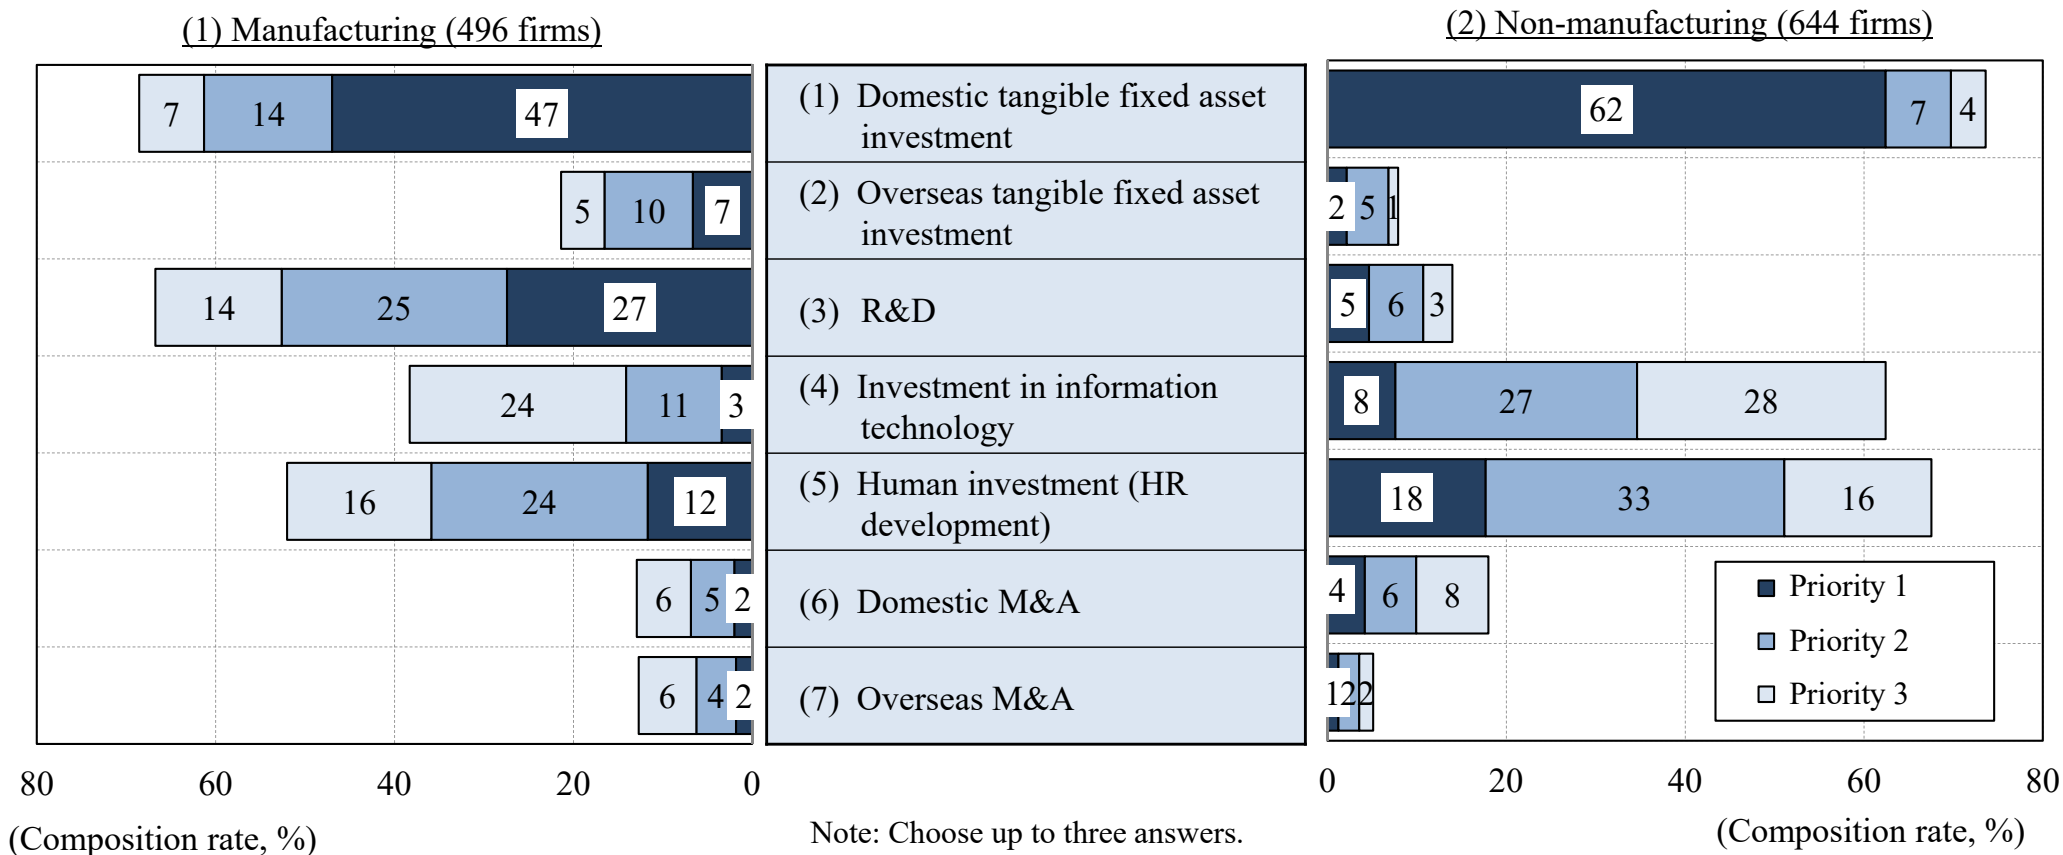 (1) Manufacturing (496 firms)
(2) Non-manufacturing (644 firms)
7 14 47
(1) Domestic tangible fixed asset
investment
62 7 4
5 10 7
(2) Overseas tangible fixed asset
investment
2 5 1
14 25 27
(3) R&D
5 6 3
24 11 3
(4) Investment in information
technology
8 27 28
16 24 12
(5) Human investment (HR
development)
18 33 16
6 5 2
(6) Domestic M&A
4 6 8
6 4 2
(7) Overseas M&A
1 2 2
Priority 1
Priority 2
Priority 3
80 60 40 20 0
0 20 40 60 80
(Composition rate, %)
Note: Choose up to three answers.
(Composition rate, %)